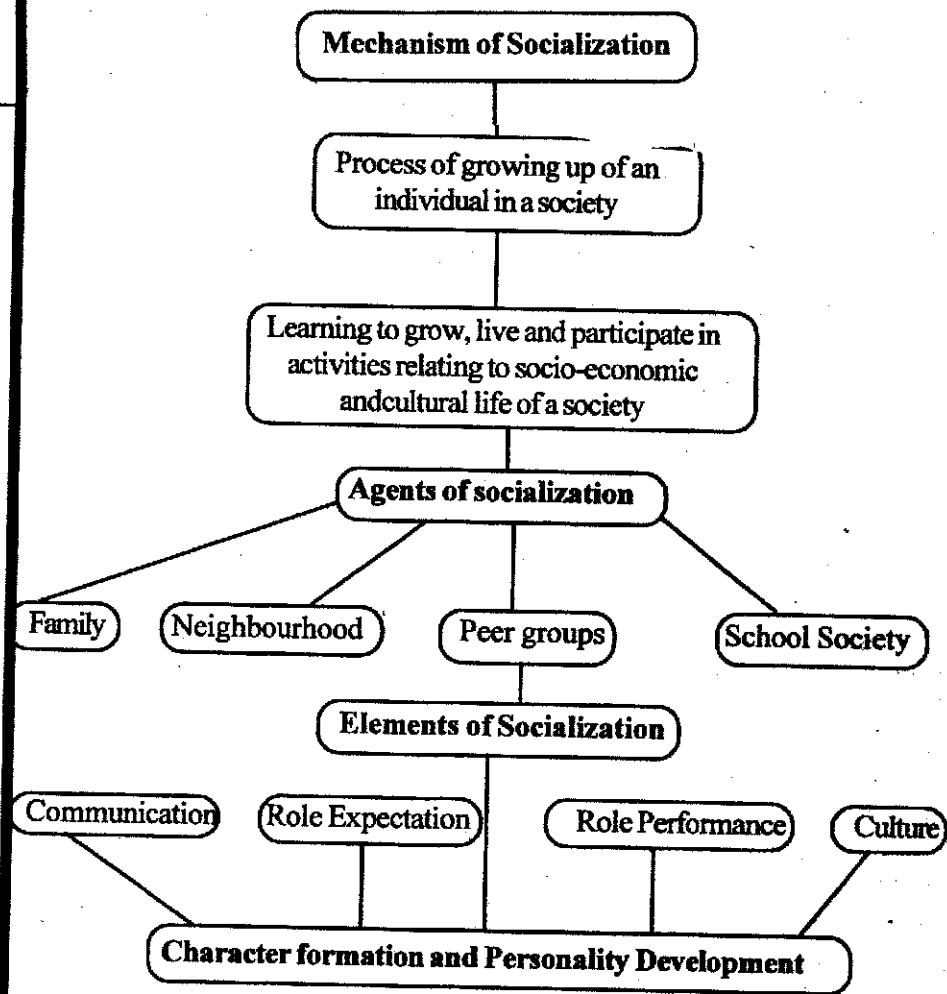 Mechanism of Socialization
Process of growing up of an
individual in a society
Learning to grow, live and participate in
activities relating to socio-economic
andcultural life of a society
Agents of socialization
Family
Neighbourhood
Peer groups
School Society
Elements of Socialization
Communication
Role Expectation
Role Performance
Culture
Character formation and Personality Development